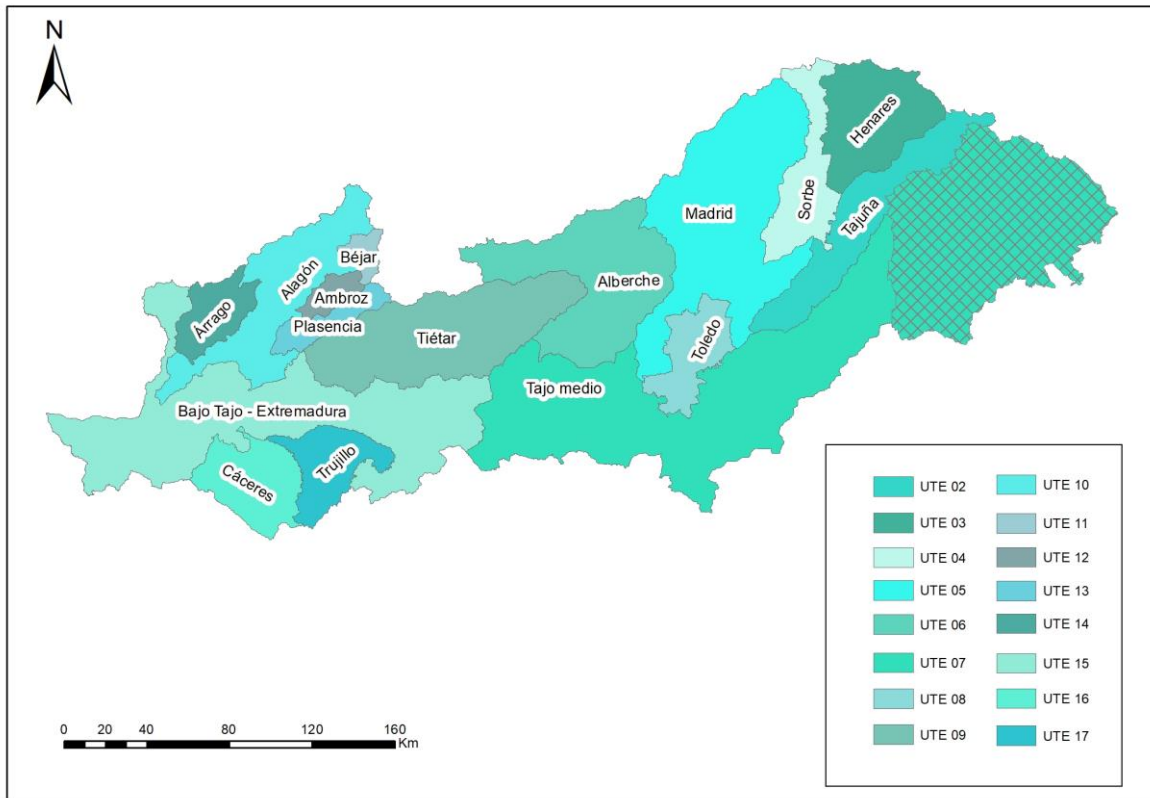 N
Henares
Sorbe
Tajuña
Madrid
Béjar
Alagón
Ambroz
Alberche
Àrrago
Plasencia
Tiétar
Toledo
Tajo medio
Bajo Tajo - Extremadura
Cáceres
Trujillo
UTE 02
UTE 03
UTE 04
UTE 05
UTE 06
UTE 07
UTE 08
UTE 09
UTE 10
UTE 11
UTE 12
UTE 13
UTE 14
UTE 15
UTE 16
UTE 17
0 20 40 80 120 160
Km